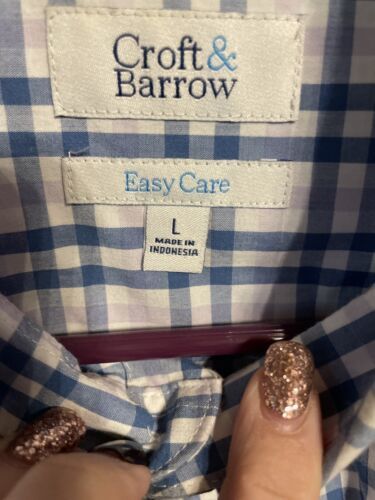 Croft&
Barrow
Easy Care
L
MADE IN
INDONESIA